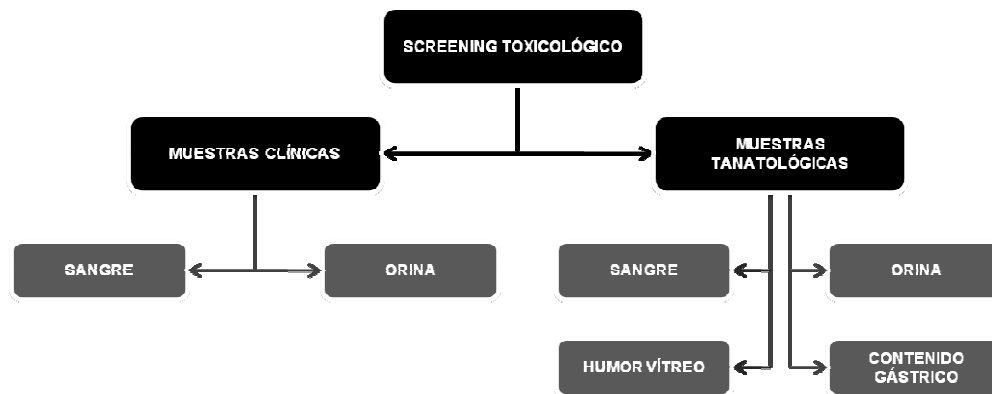 SCREENING TOXICOLÓGICO
MUESTRAS CLÍNICAS
MUESTRAS
TANATOLÓGICAS
SANGRE
ORINA
SANGRE
ORINA
HUMOR VÍTREO
CONTENIDO
GÁSTRICO